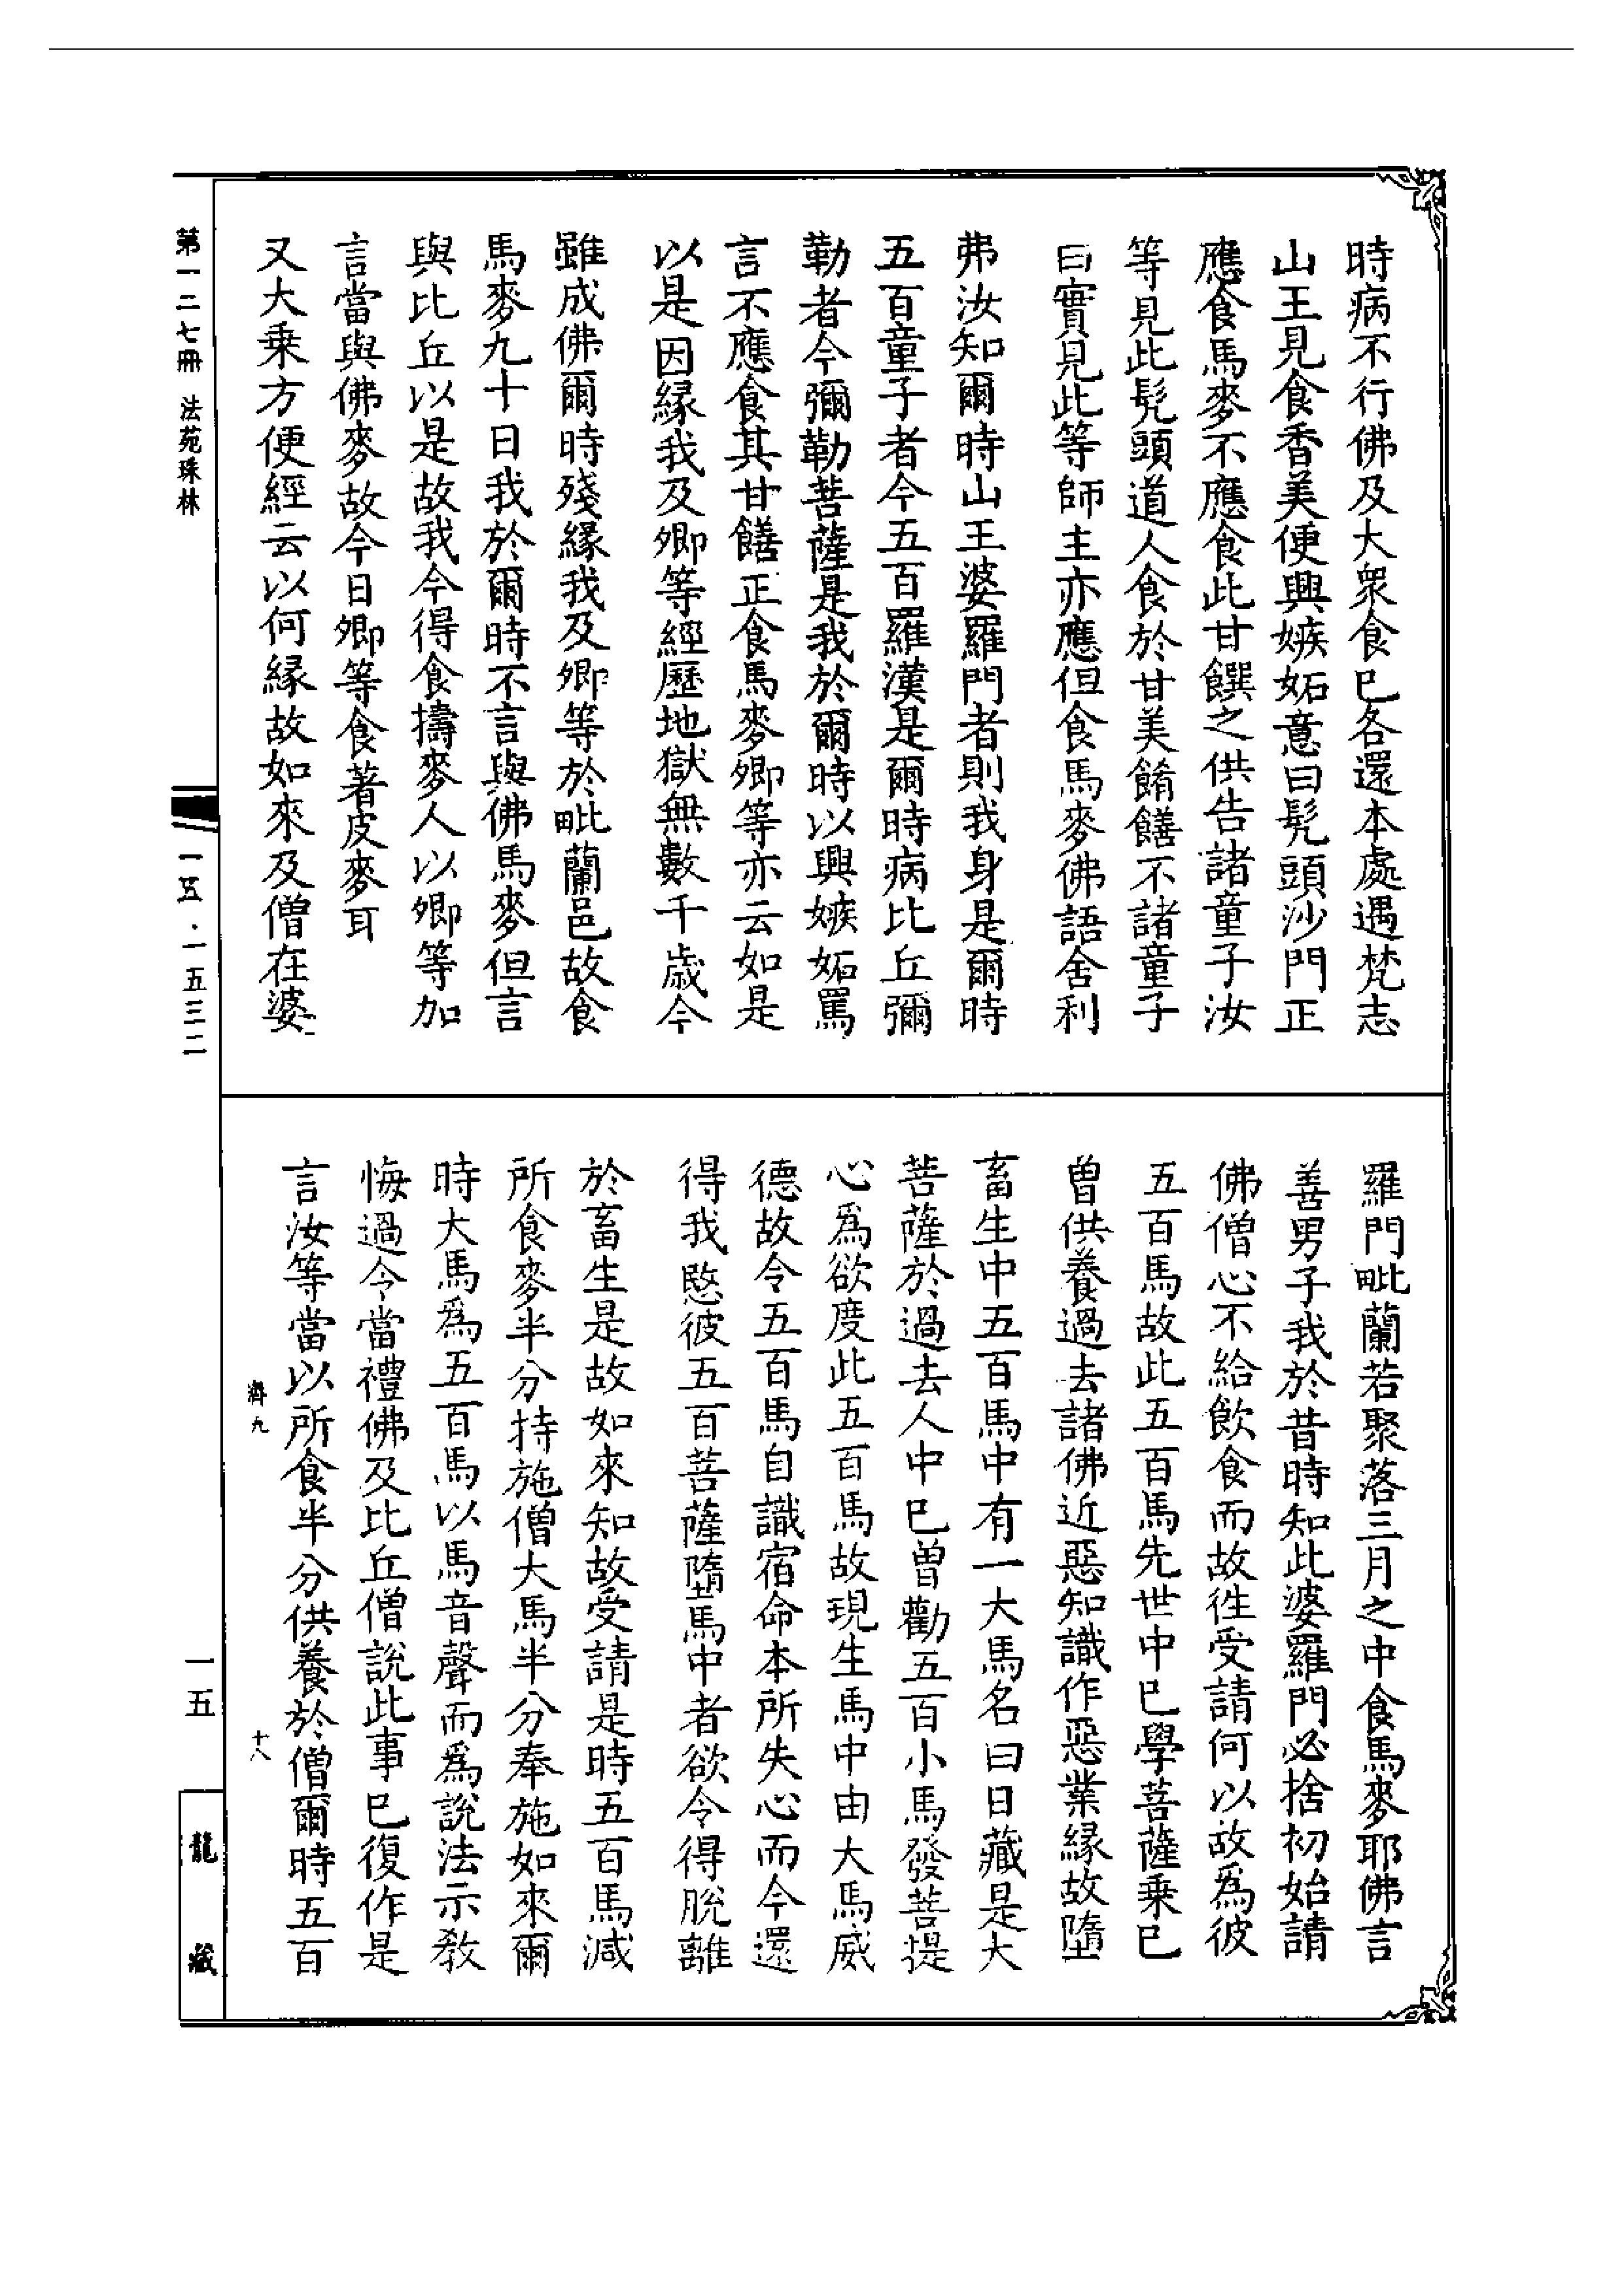 時病不行佛及大衆食已各還本處過梵志
山王見食香美便興嫉妬意曰髠頭沙門正
應食馬麥不應食此甘饌之供告諸童子汝
等見此髠頭道人食於甘美餚饍不諸童子
曰實見此等師主亦應但食馬麥佛語舍利
弗汝知爾時山王婆羅門者則我身是爾時
五百童子者今五百羅漢是爾時病比丘彌
勒者今彌勒菩薩是我於爾時以興嫉妬罵
言不應食其甘饍正食馬麥卿等亦云如是
以是因緣我及卿等經歷地獄無數千歲今
雖成佛爾時殘緣我及卿等於毗蘭邑故食
馬麥九十日我於爾時不言與佛馬麥但言
與比丘以是故我今得食擣麥人以卿等加
言當與佛麥故今日卿等食著皮麥耳
又大乗方便經云以何緣故如來及僧在婆
羅門毗蘭若聚落三月之中食馬麥耶佛言
善男子我於昔時知此婆羅門必捨初始請
佛僧心不給飲食而故徃受請何以故爲彼
五百馬故此五百馬先世中已學菩薩乗已
曽供養過去諸佛近惡知識作惡業緣故墮
畜生中五百馬中有一大馬名曰日藏是大
菩薩於過去人中已曽勸五百小馬發菩提
心爲欲度此五百馬故現生馬中由大馬威
德故令五百馬自識宿命本所失心而今還
得我愍彼五百菩薩墮馬中者欲令得脫離
於畜生是故如來知故受請是時五百馬減
所食麥半分持施僧大馬半分奉施如來爾
時大馬爲五百馬以馬音聲而爲說法示教
悔過令當禮佛及比丘僧說此事已復作是
言汝等當以所食半分供養於僧爾時五百
濟九
十八
第一二七冊 法苑珠林
一五·一五三二
一五
龍藏